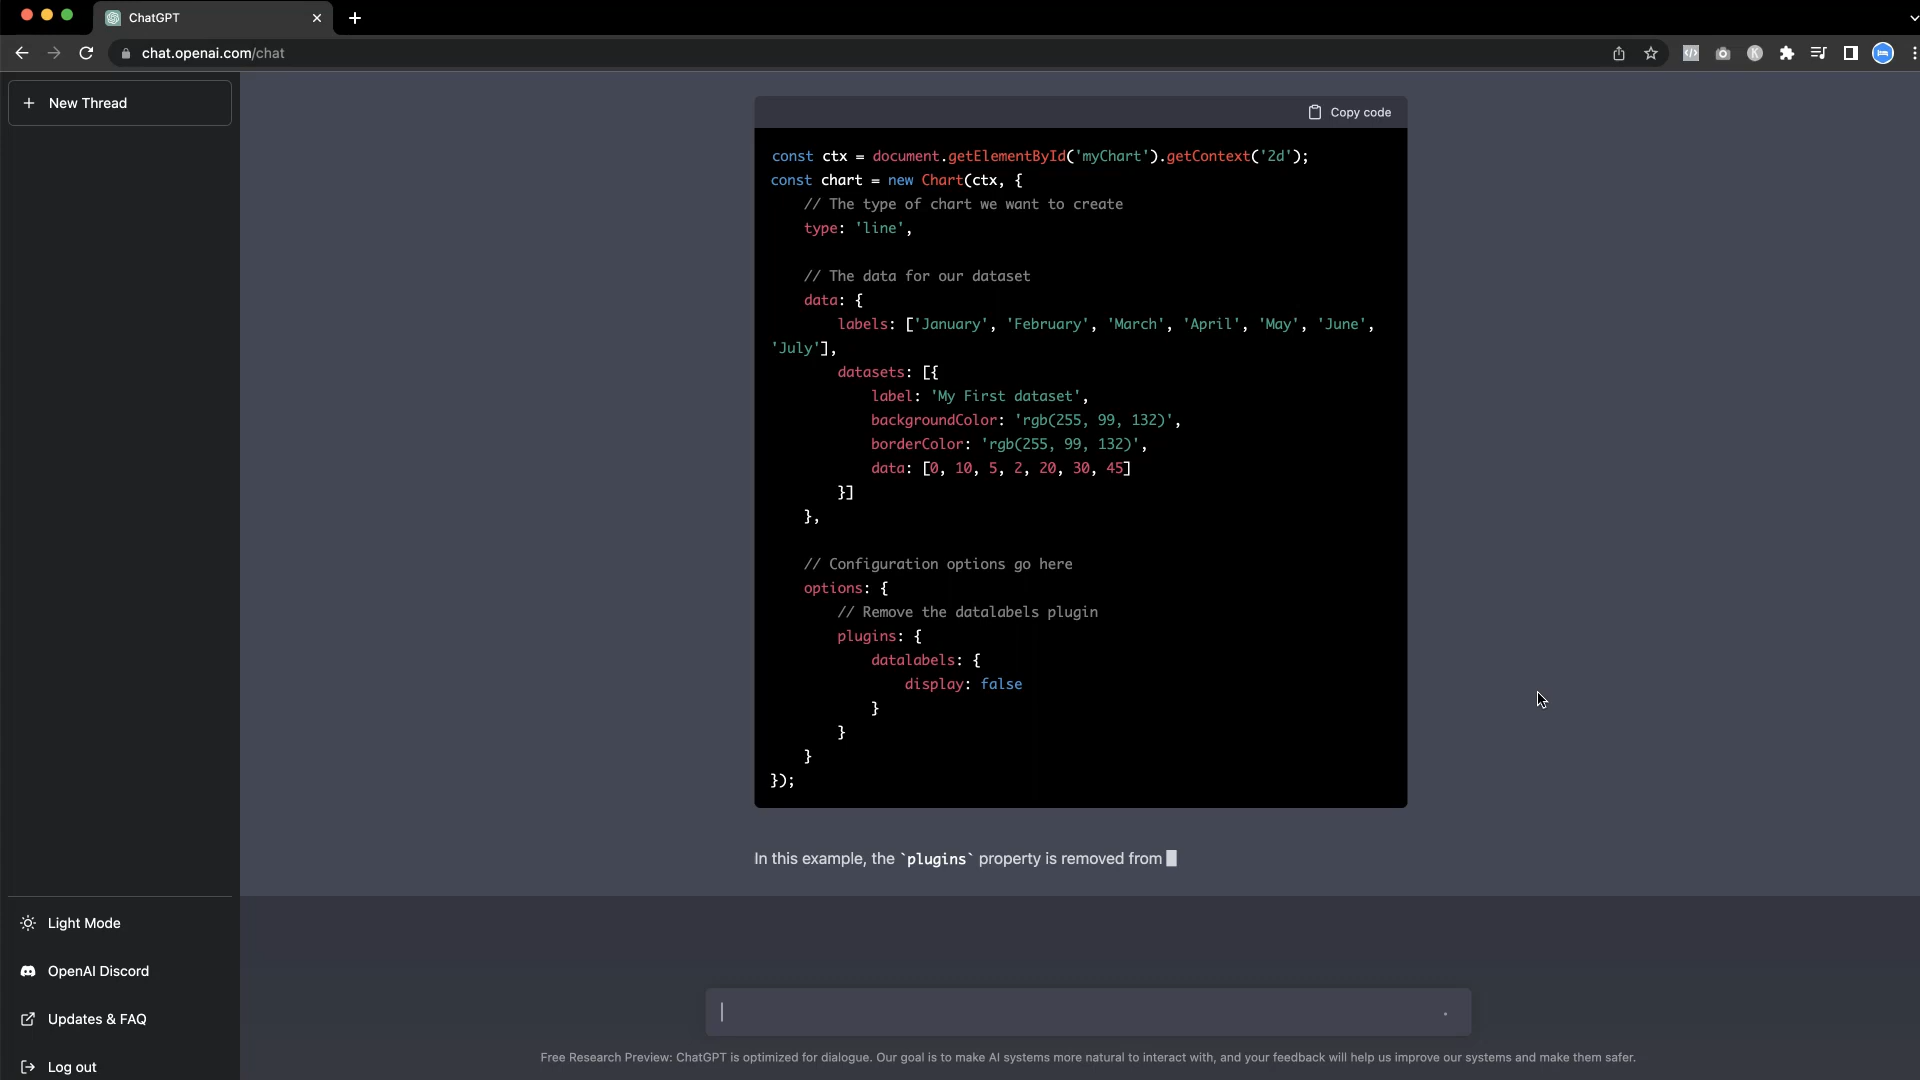 ChatGPT
chat.openai.com/chat
K
+ New Thread
Copy code
const ctx = document.getElementById('myChart').getContext('2d');
const chart = new Chart(ctx, {
// The type of chart we want to create
type: 'line',
// The data for our dataset
data: {
labels: ['January', 'February', 'March', 'April', 'May', 'June',
'July'],
datasets: [{
label: 'My First dataset',
backgroundColor: 'rgb(255, 99, 132)',
borderColor: 'rgb(255, 99, 132)',
data: [0, 10, 5, 2, 20, 30, 45]
}]
},
// Configuration options go here
options: {
// Remove the datalabels plugin
plugins: {
datalabels: {
display: false
}
}
}
});
In this example, the `plugins` property is removed from
Light Mode
OpenAI Discord
Updates & FAQ
Log out
Free Research Preview: ChatGPT is optimized for dialogue. Our goal is to make AI systems more natural to interact with, and your feedback will help us improve our systems and make them safer.